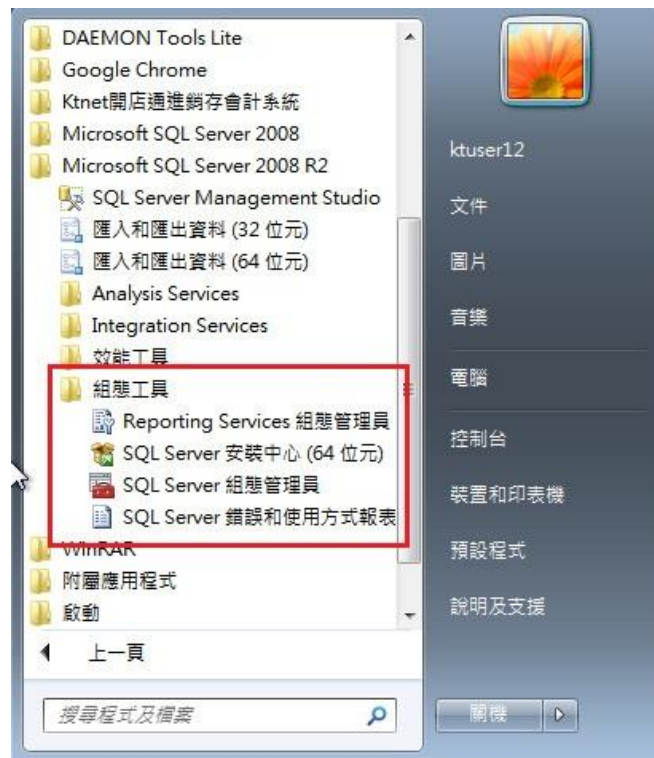 DAEMON Tools Lite
Google Chrome
Ktnet開店通進銷存會計系統
Microsoft SQL Server 2008
Microsoft SQL Server 2008 R2
SQL Server Management Studio
匯入和匯出資料 (32 位元)
匯入和匯出資料 (64 位元)
Analysis Services
Integration Services
效能工具
組態工具
Reporting Services 組態管理員
SQL Server 安裝中心 (64 位元)
SQL Server 組態管理員
SQL Server 錯誤和使用方式報表
WinRAR
附屬應用程式
啟動
上一頁
搜尋程式及檔案
ktuser12
文件
圖片
音樂
電腦
控制台
裝置和印表機
預設程式
說明及支援
關機